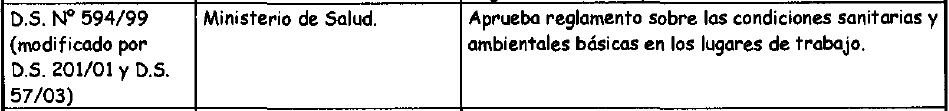 D.S. Nº 594/99
(modificado por
D.S. 201/01 y D.S.
57/03)
Ministerio de Salud.
Aprueba reglamento sobre las condiciones sanitarias y
ambientales básicas en los lugares de trabajo.